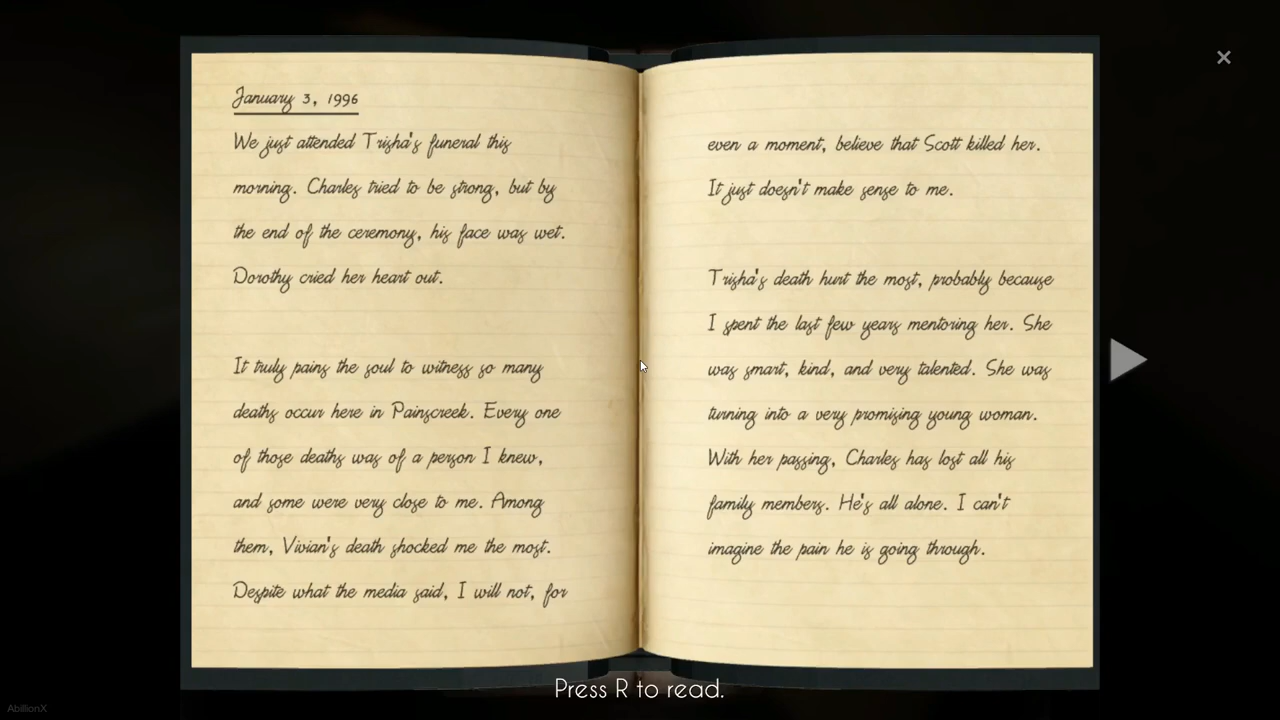 January 3, 1996
We just attended Trisha's funeral this
morning. Charles tried to be strong, but by
the end of the ceremony, his face was wet.
Dorothy cried her heart out.
It truly pains the soul to witness so many
deaths occur here in Painscreek. Every one
of those deaths was of a person I knew,
and some were very close to me. Among
them, Vivian's death shocked me the most.
Despite what the media said, I will not, for
even a moment, believe that Scott killed her.
It just doesn't make sense to me.
Trisha's death hurt the most, probably because
I spent the last few years mentoring her. She
was smart, kind, and very talented. She was
turning into a very promising young woman.
With her passing, Charles has lost all his
family members. He's all alone. I can't
imagine the pain he is going through.
Press R to read.
AbillionX